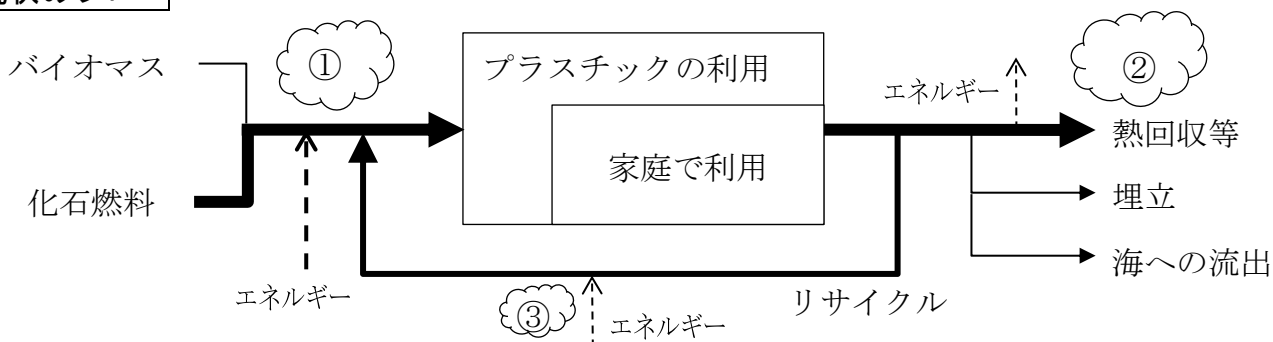 バイオマス
①
プラスチックの利用
エネルギー
②
熱回収等
家庭で利用
化石燃料
埋立
海への流出
エネルギー
③
エネルギー
リサイクル